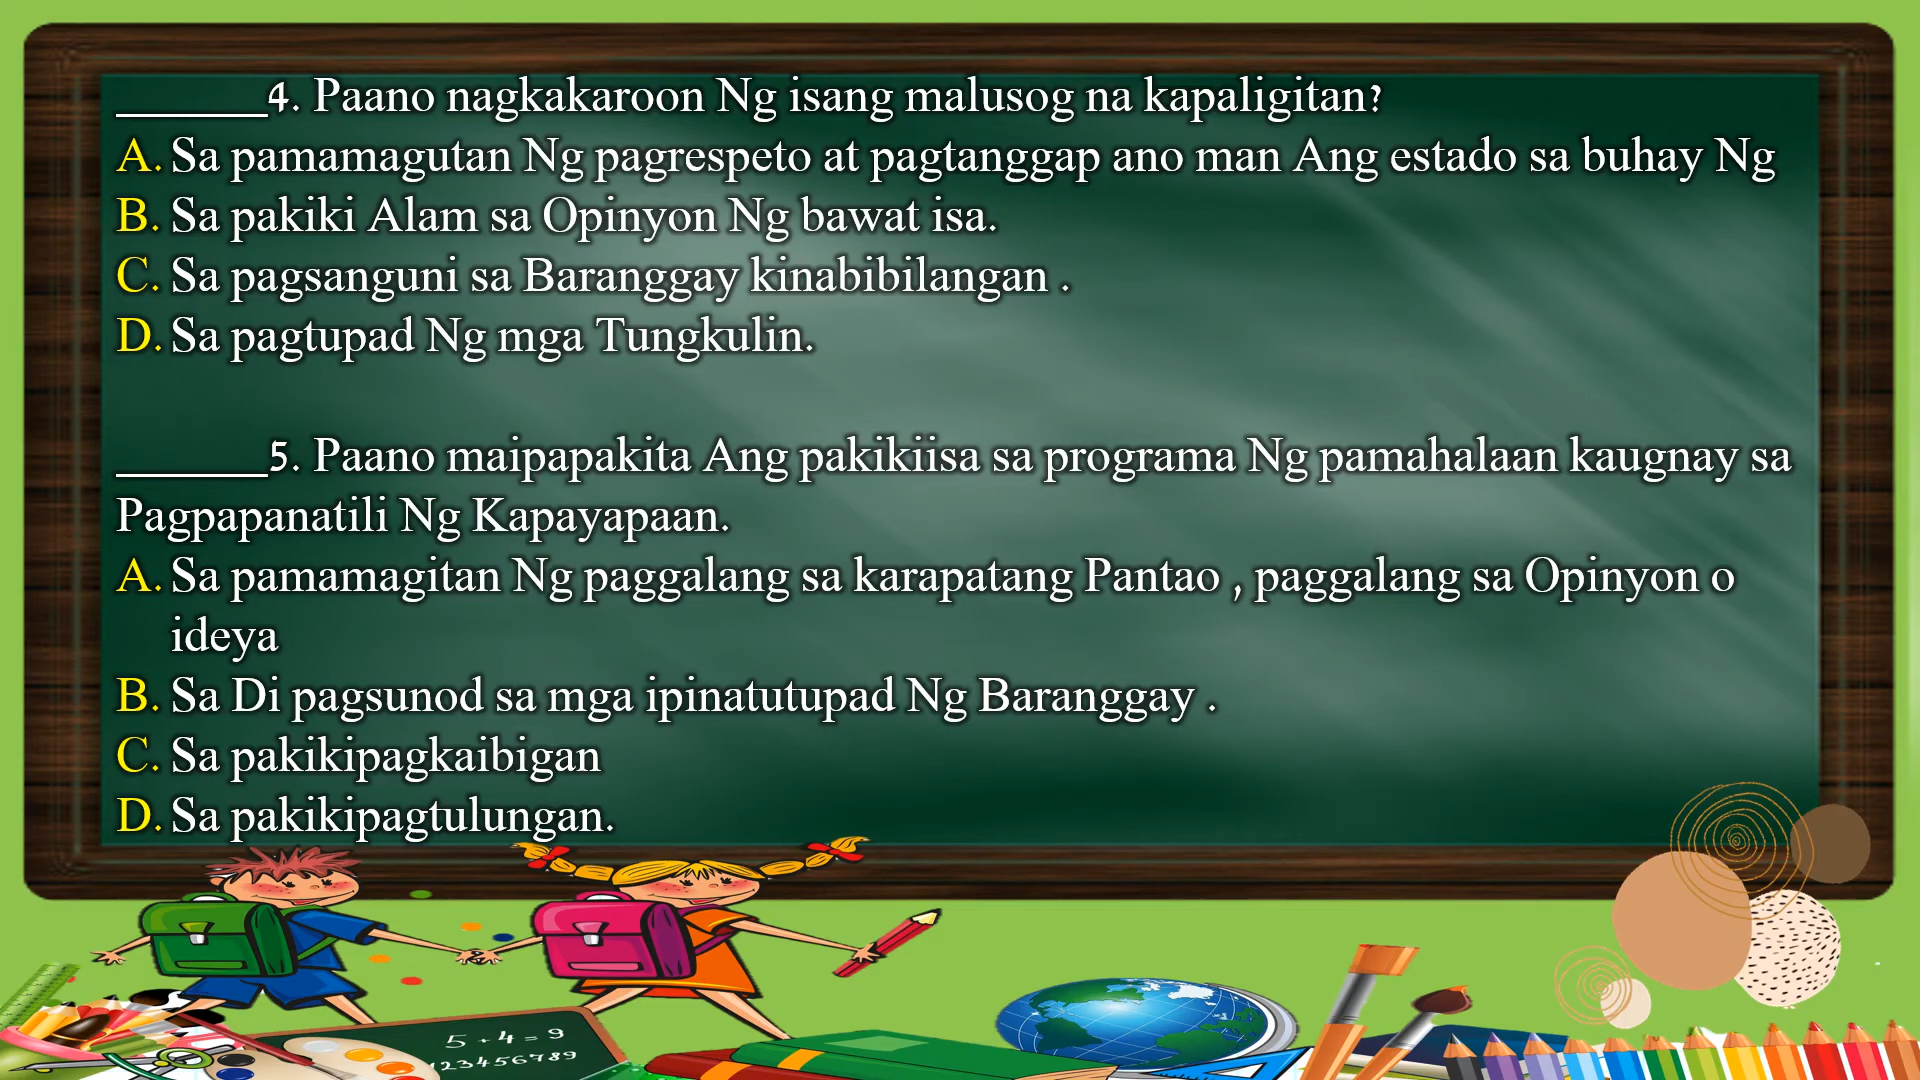 ______4. Paano nagkakaroon Ng isang malusog na kapaligitan?
A. Sa pamamagutan Ng pagrespeto at pagtanggap ano man Ang estado sa buhay Ng
B. Sa pakiki Alam sa Opinyon Ng bawat isa.
C. Sa pagsanguni sa Baranggay kinabibilangan .
D. Sa pagtupad Ng mga Tungkulin.
______5. Paano maipapakita Ang pakikiisa sa programa Ng pamahalaan kaugnay sa
Pagpapanatili Ng Kapayapaan.
A. Sa pamamagitan Ng paggalang sa karapatang Pantao , paggalang sa Opinyon o
ideya
B. Sa Di pagsunod sa mga ipinatutupad Ng Baranggay .
C. Sa pakikipagkaibigan
D. Sa pakikipagtulungan.
5 + 4 = 9
123456789